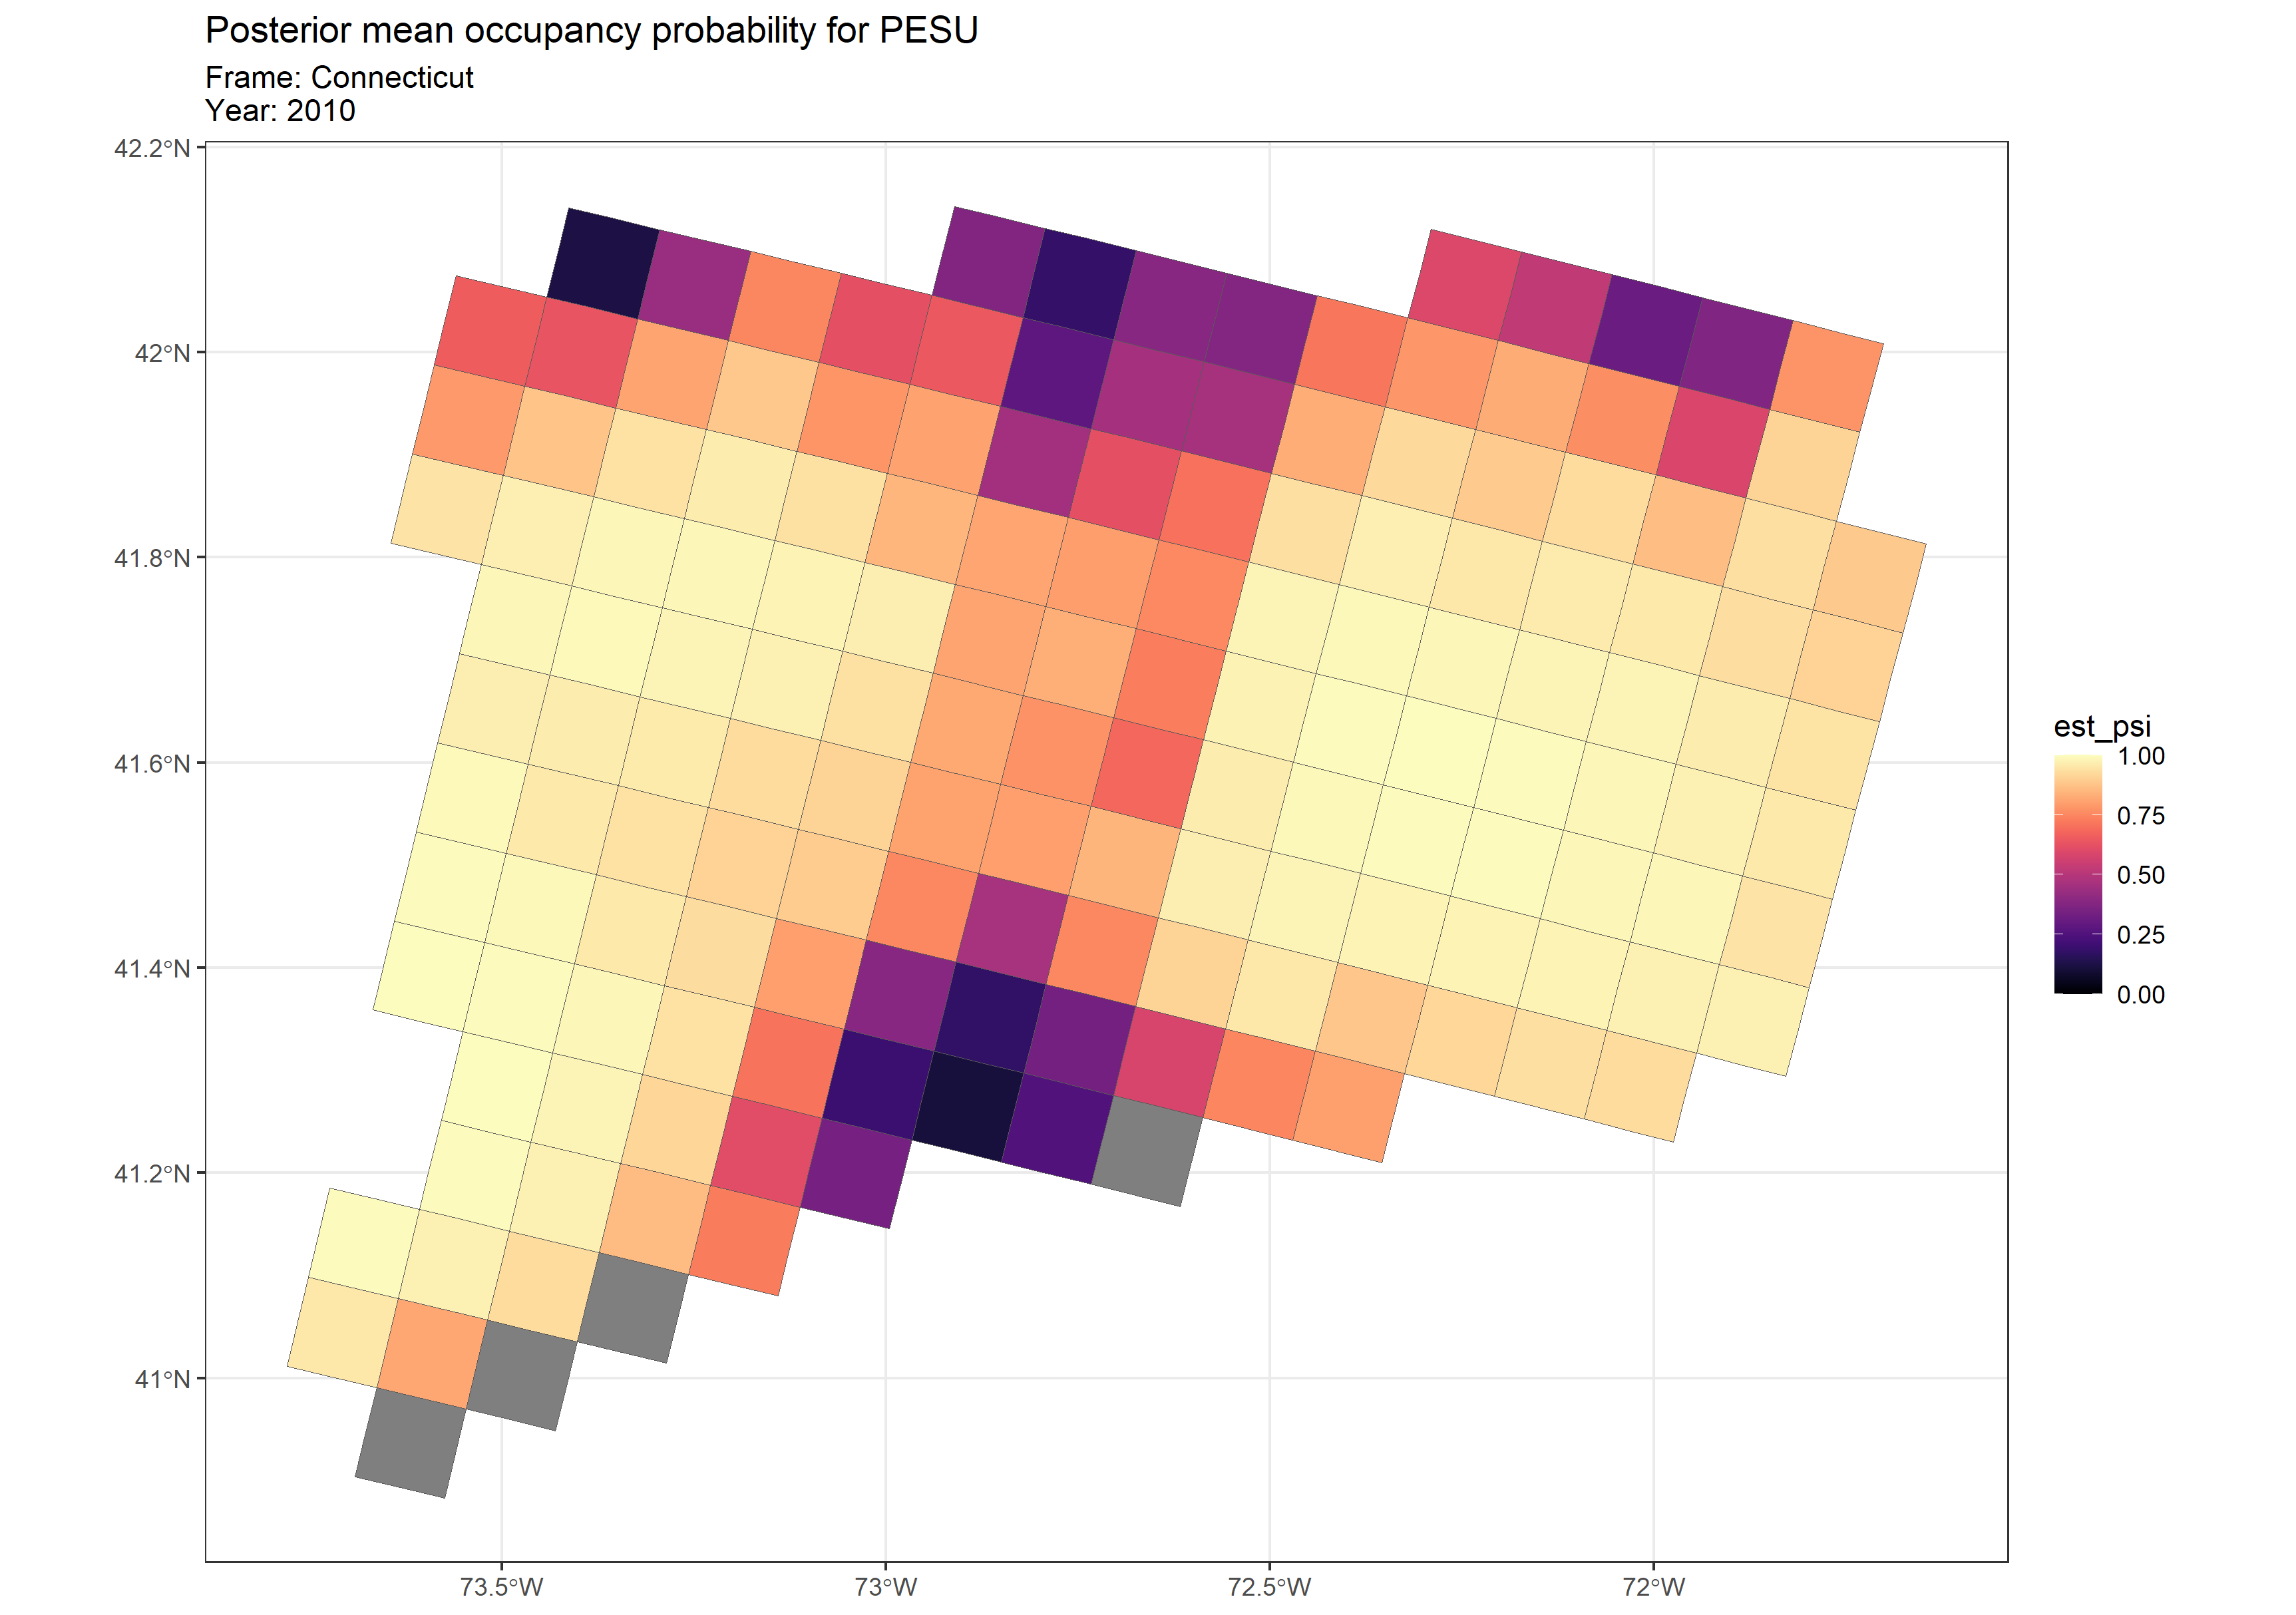 Posterior mean occupancy probability for PESU
Frame: Connecticut
Year: 2010
42.2°N
42°N
41.8°N
41.6°N
41.4°N
41.2°N
41°N
73.5°W
73°W
72.5°W
72°W
est_psi
1.00
0.75
0.50
0.25
0.00